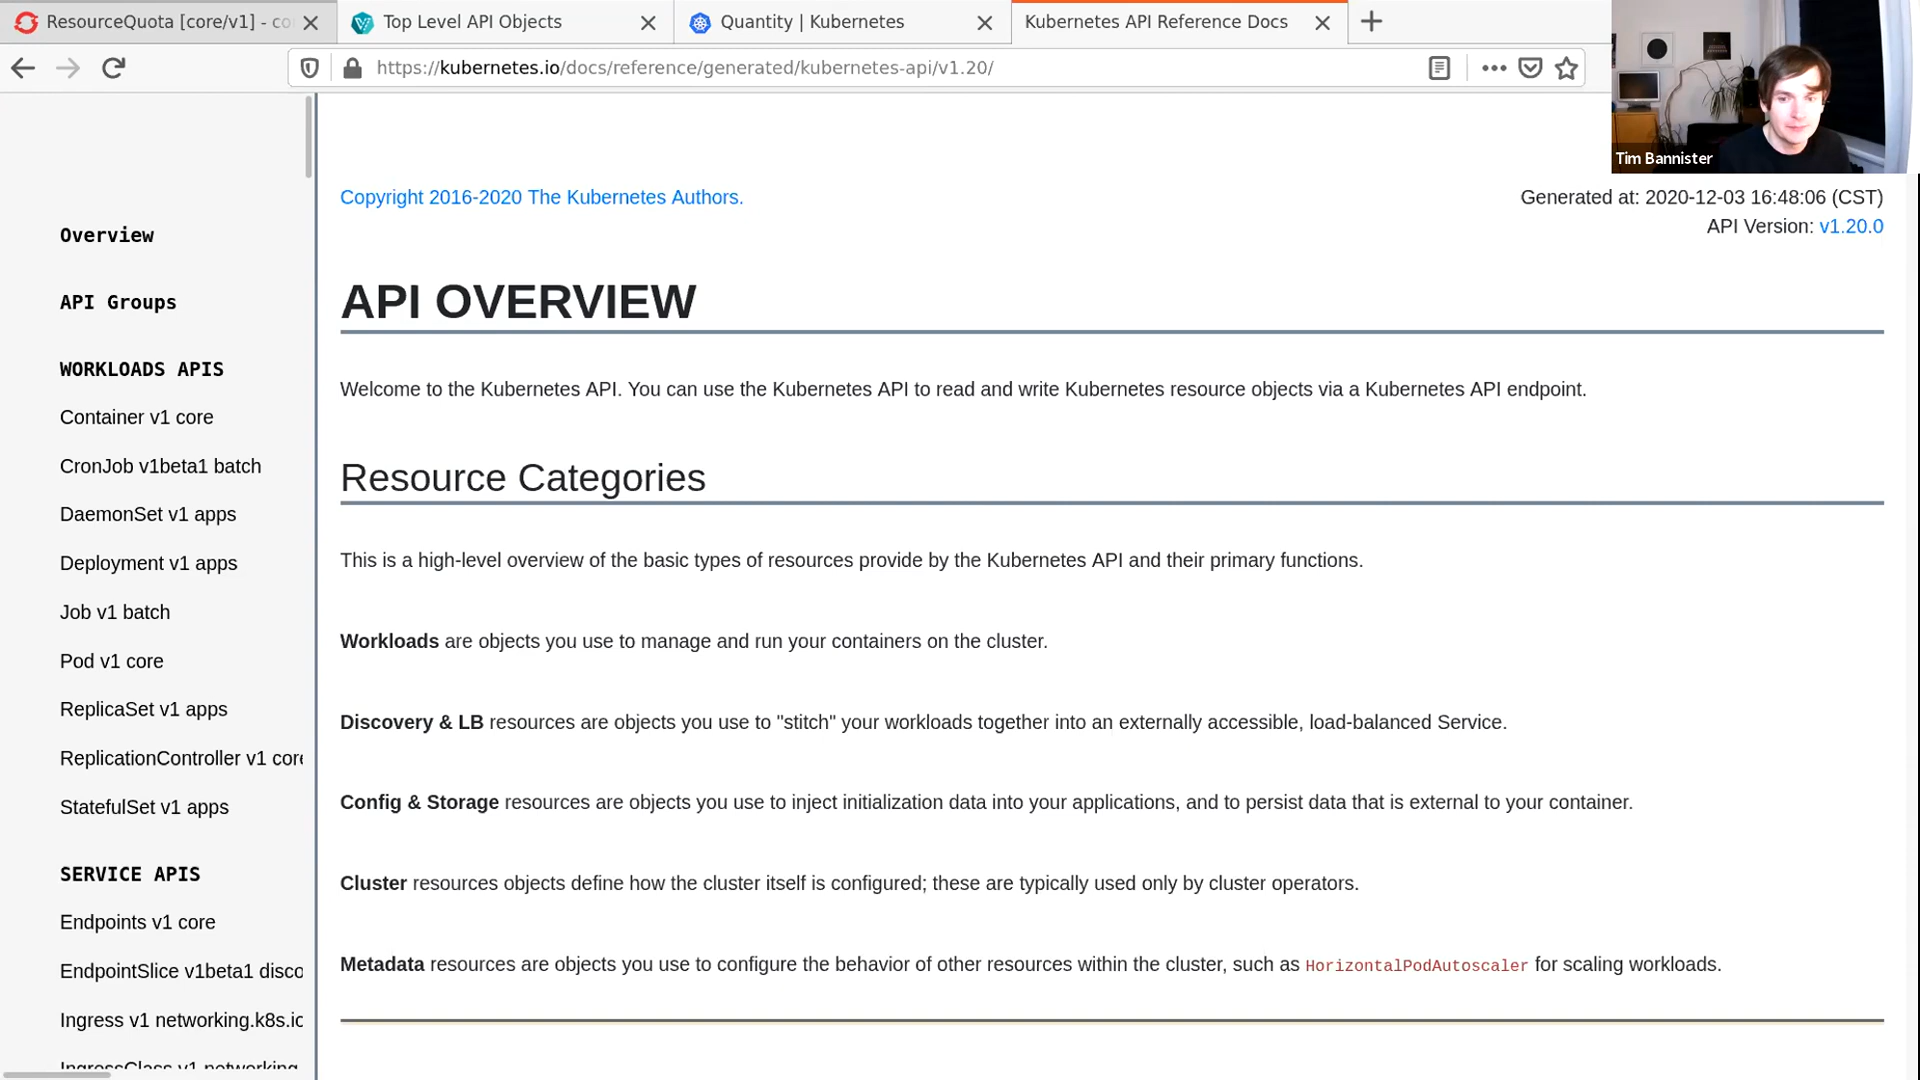 ResourceQuota [core/v1] - co
Top Level API Objects
Quantity | Kubernetes
Kubernetes API Reference Docs
https://kubernetes.io/docs/reference/generated/kubernetes-api/v1.20/
Tim Bannister
Overview
API Groups
WORKLOADS APIS
Container v1 core
CronJob v1beta1 batch
DaemonSet v1 apps
Deployment v1 apps
Job v1 batch
Pod v1 core
ReplicaSet v1 apps
ReplicationController v1 core
StatefulSet v1 apps
SERVICE APIS
Endpoints v1 core
EndpointSlice v1beta1 disco
Ingress v1 networking.k8s.io
IngressClass v1 networking
Copyright 2016-2020 The Kubernetes Authors.
Generated at: 2020-12-03 16:48:06 (CST)
API Version: v1.20.0
API OVERVIEW
Welcome to the Kubernetes API. You can use the Kubernetes API to read and write Kubernetes resource objects via a Kubernetes API endpoint.
Resource Categories
This is a high-level overview of the basic types of resources provide by the Kubernetes API and their primary functions.
Workloads are objects you use to manage and run your containers on the cluster.
Discovery & LB resources are objects you use to "stitch" your workloads together into an externally accessible, load-balanced Service.
Config & Storage resources are objects you use to inject initialization data into your applications, and to persist data that is external to your container.
Cluster resources objects define how the cluster itself is configured; these are typically used only by cluster operators.
Metadata resources are objects you use to configure the behavior of other resources within the cluster, such as HorizontalPodAutoscaler for scaling workloads.